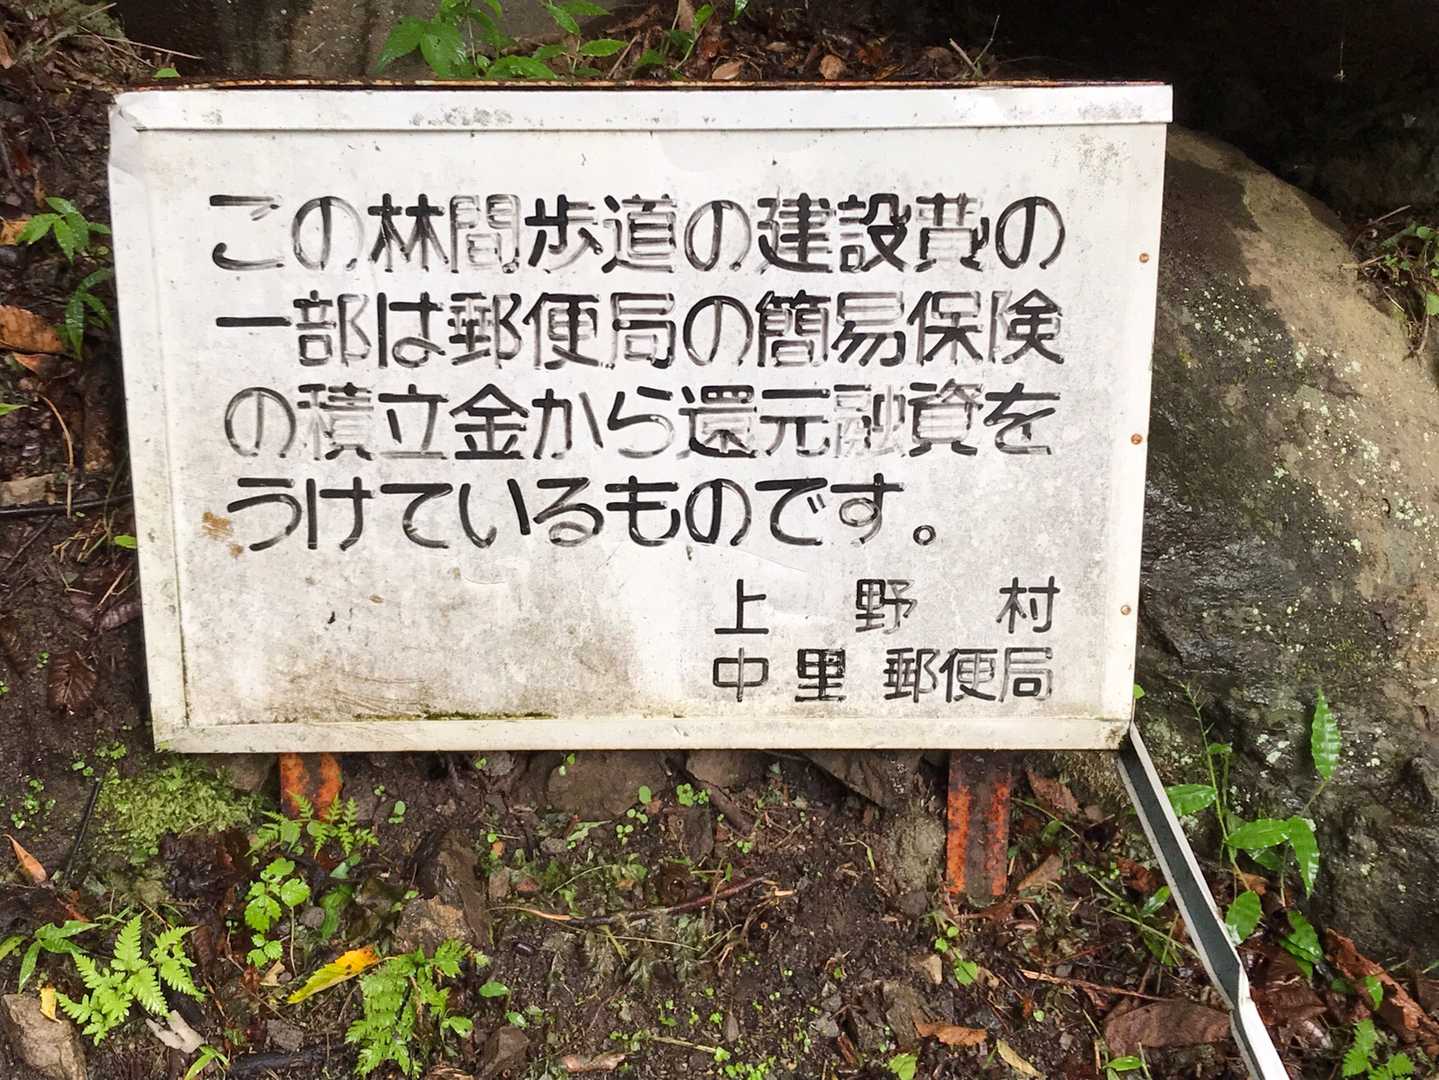 この林間歩道の建設費の
一部は郵便局の簡易保険
の積立金から還元融資を
うけているものです。
上野村
中里郵便局